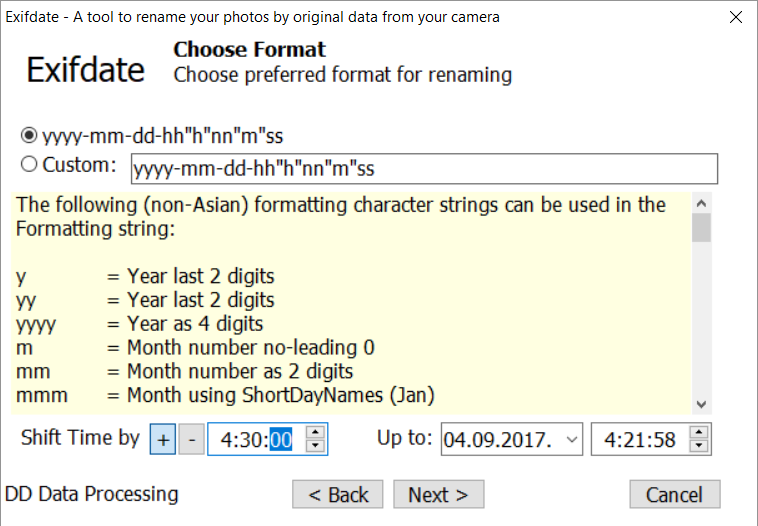 Exifdate - A tool to rename your photos by original data from your camera
Exifdate
Choose Format
Choose preferred format for renaming
yyyy-mm-dd-hh"h"nn"m"ss
Custom: yyyy-mm-dd-hh"h"nn"m"ss
The following (non-Asian) formatting character strings can be used in the
Formatting string:
y = Year last 2 digits
yy = Year last 2 digits
yyyy = Year as 4 digits
m = Month number no-leading 0
mm = Month number as 2 digits
mmm = Month using ShortDayNames (Jan)
Shift Time by + - 4:30:00 Up to: 04.09.2017. 4:21:58
DD Data Processing < Back Next > Cancel